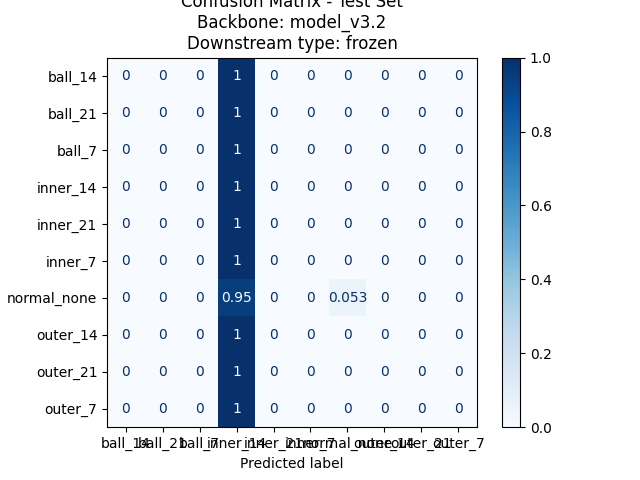 Confusion Matrix - Test Set
Backbone: model_v3.2
Downstream type: frozen
ball_14 0 0 0 1 0 0 0 0 0 0
ball_21 0 0 0 1 0 0 0 0 0 0
ball_7 0 0 0 1 0 0 0 0 0 0
inner_14 0 0 0 1 0 0 0 0 0 0
inner_21 0 0 0 1 0 0 0 0 0 0
inner_7 0 0 0 1 0 0 0 0 0 0
normal_none 0 0 0 0.95 0 0 0.053 0 0 0
outer_14 0 0 0 1 0 0 0 0 0 0
outer_21 0 0 0 1 0 0 0 0 0 0
outer_7 0 0 0 1 0 0 0 0 0 0
ball_14 ball_21 ball_7 inner_14 inner_21 inner_7 normal_none outer_14 outer_21 outer_7
Predicted label
1.0
0.8
0.6
0.4
0.2
0.0